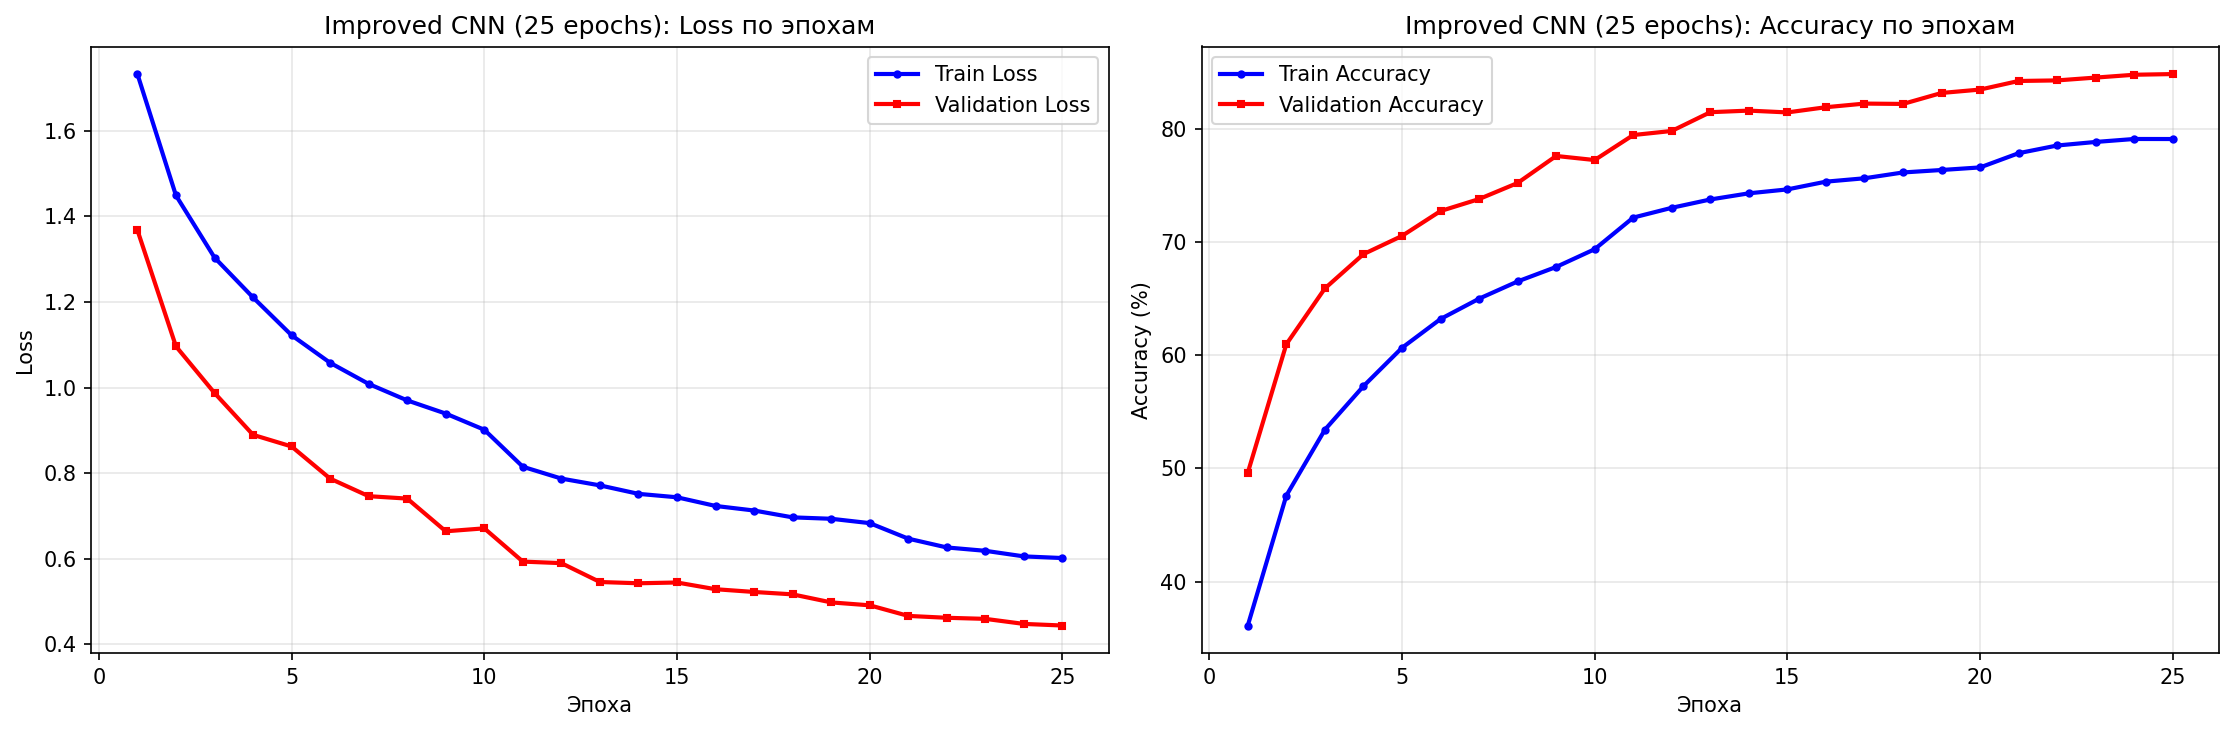 Improved CNN (25 epochs): Loss по эпохам
Train Loss
Validation Loss
Loss
1.6
1.4
1.2
1.0
0.8
0.6
0.4
0 5 10 15 20 25
Эпоха
Improved CNN (25 epochs): Accuracy по эпохам
Train Accuracy
Validation Accuracy
Accuracy (%)
80
70
60
50
40
0 5 10 15 20 25
Эпоха